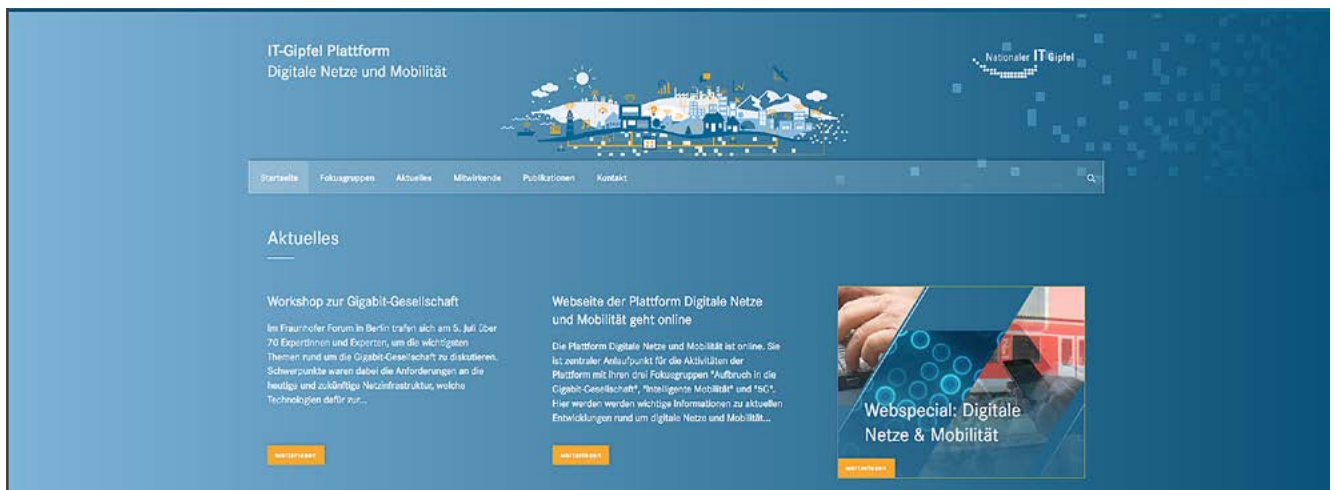 IT-Gipfel Plattform
Digitale Netze und Mobilität
Nationaler IT Gipfel
Startseite Fokusgruppen Aktuelles Mitwirkende Publikationen Kontakt
Aktuelles
Workshop zur Gigabit-Gesellschaft
Im Fraunhofer Forum in Berlin trafen sich am 5. Juli über
70 Expertinnen und Experten, um die wichtigsten
Themen rund um die Gigabit-Gesellschaft zu diskutieren.
Schwerpunkte waren dabei die Anforderungen an die
heutige und zukünftige Netzinfrastruktur, welche
Technologien dafür zur...
weiterlesen
Webseite der Plattform Digitale Netze
und Mobilität geht online
Die Plattform Digitale Netze und Mobilität ist online. Sie
ist zentraler Anlaufpunkt für die Aktivitäten der
Plattform mit ihren drei Fokusgruppen "Aufbruch in die
Gigabit-Gesellschaft", "Intelligente Mobilität" und "5G".
Hier werden werden wichtige Informationen zu aktuellen
Entwicklungen rund um digitale Netze und Mobilität...
weiterlesen
Webspecial: Digitale
Netze & Mobilität
weiterlesen